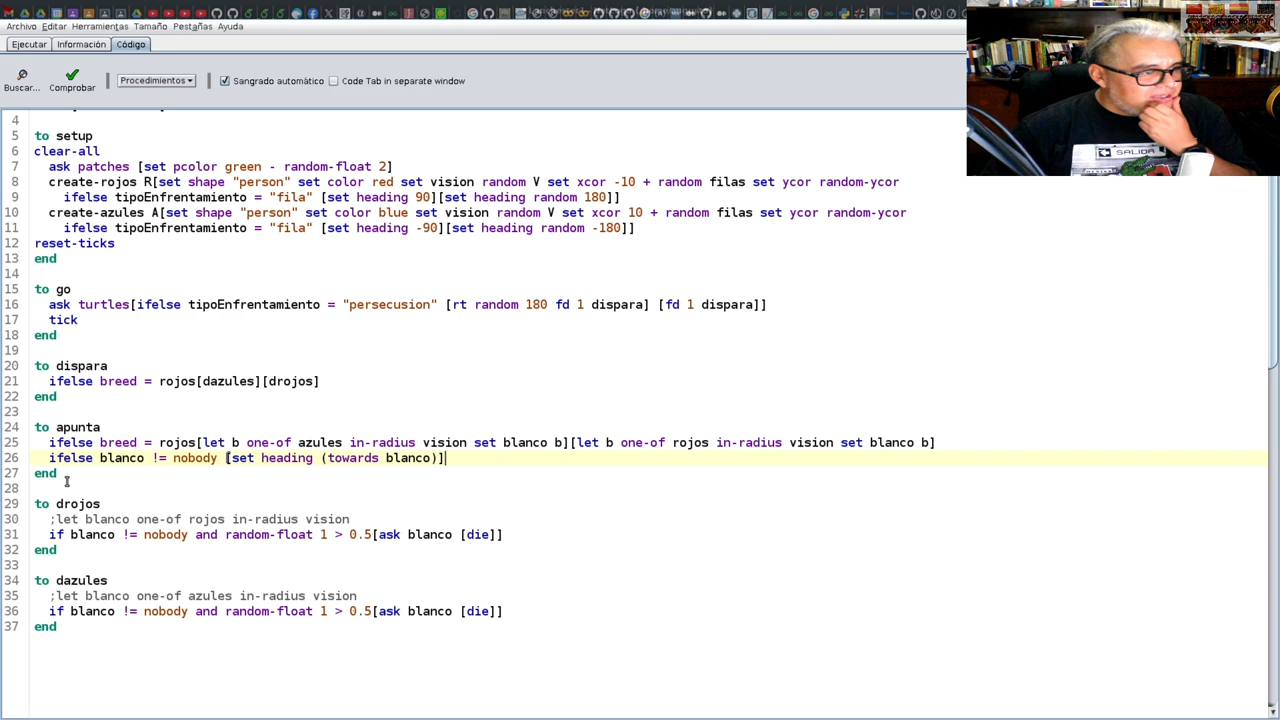 Archivo Editar Herramientas Tamaño Pestañas Ayuda
Ejecutar Información Código
Buscar... Comprobar Procedimientos Sangrado automático Code Tab in separate window
SALIDA
4
5 to setup
6 clear-all
7 ask patches [set pcolor green - random-float 2]
8 create-rojos R[set shape "person" set color red set vision random V set xcor -10 + random filas set ycor random-ycor
9 ifelse tipoEnfrentamiento = "fila" [set heading 90][set heading random 180]]
10 create-azules A[set shape "person" set color blue set vision random V set xcor 10 + random filas set ycor random-ycor
11 ifelse tipoEnfrentamiento = "fila" [set heading -90][set heading random -180]]
12 reset-ticks
13 end
14
15 to go
16 ask turtles[ifelse tipoEnfrentamiento = "persecusion" [rt random 180 fd 1 dispara] [fd 1 dispara]]
17 tick
18 end
19
20 to dispara
21 ifelse breed = rojos[dazules][drojos]
22 end
23
24 to apunta
25 ifelse breed = rojos[let b one-of azules in-radius vision set blanco b][let b one-of rojos in-radius vision set blanco b]
26 ifelse blanco != nobody [set heading (towards blanco)]
27 end
28
29 to drojos
30 ;let blanco one-of rojos in-radius vision
31 if blanco != nobody and random-float 1 > 0.5[ask blanco [die]]
32 end
33
34 to dazules
35 ;let blanco one-of azules in-radius vision
36 if blanco != nobody and random-float 1 > 0.5[ask blanco [die]]
37 end